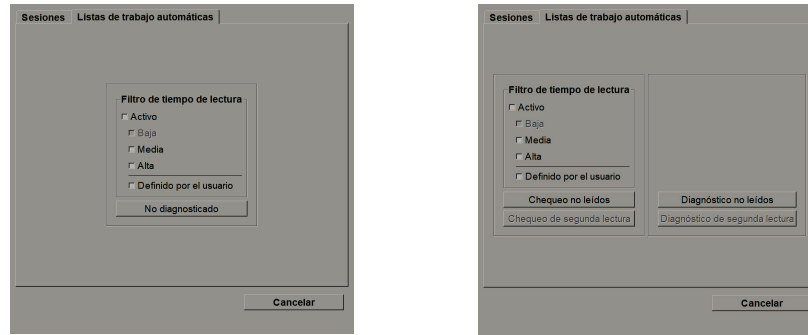 Sesiones Listas de trabajo automáticas
Filtro de tiempo de lectura
Activo
Baja
Media
Alta
Definido por el usuario
No diagnosticado
Cancelar
Sesiones Listas de trabajo automáticas
Filtro de tiempo de lectura
Activo
Baja
Media
Alta
Definido por el usuario
Chequeo no leídos Diagnóstico no leídos
Chequeo de segunda lectura Diagnóstico de segunda lectura
Cancelar